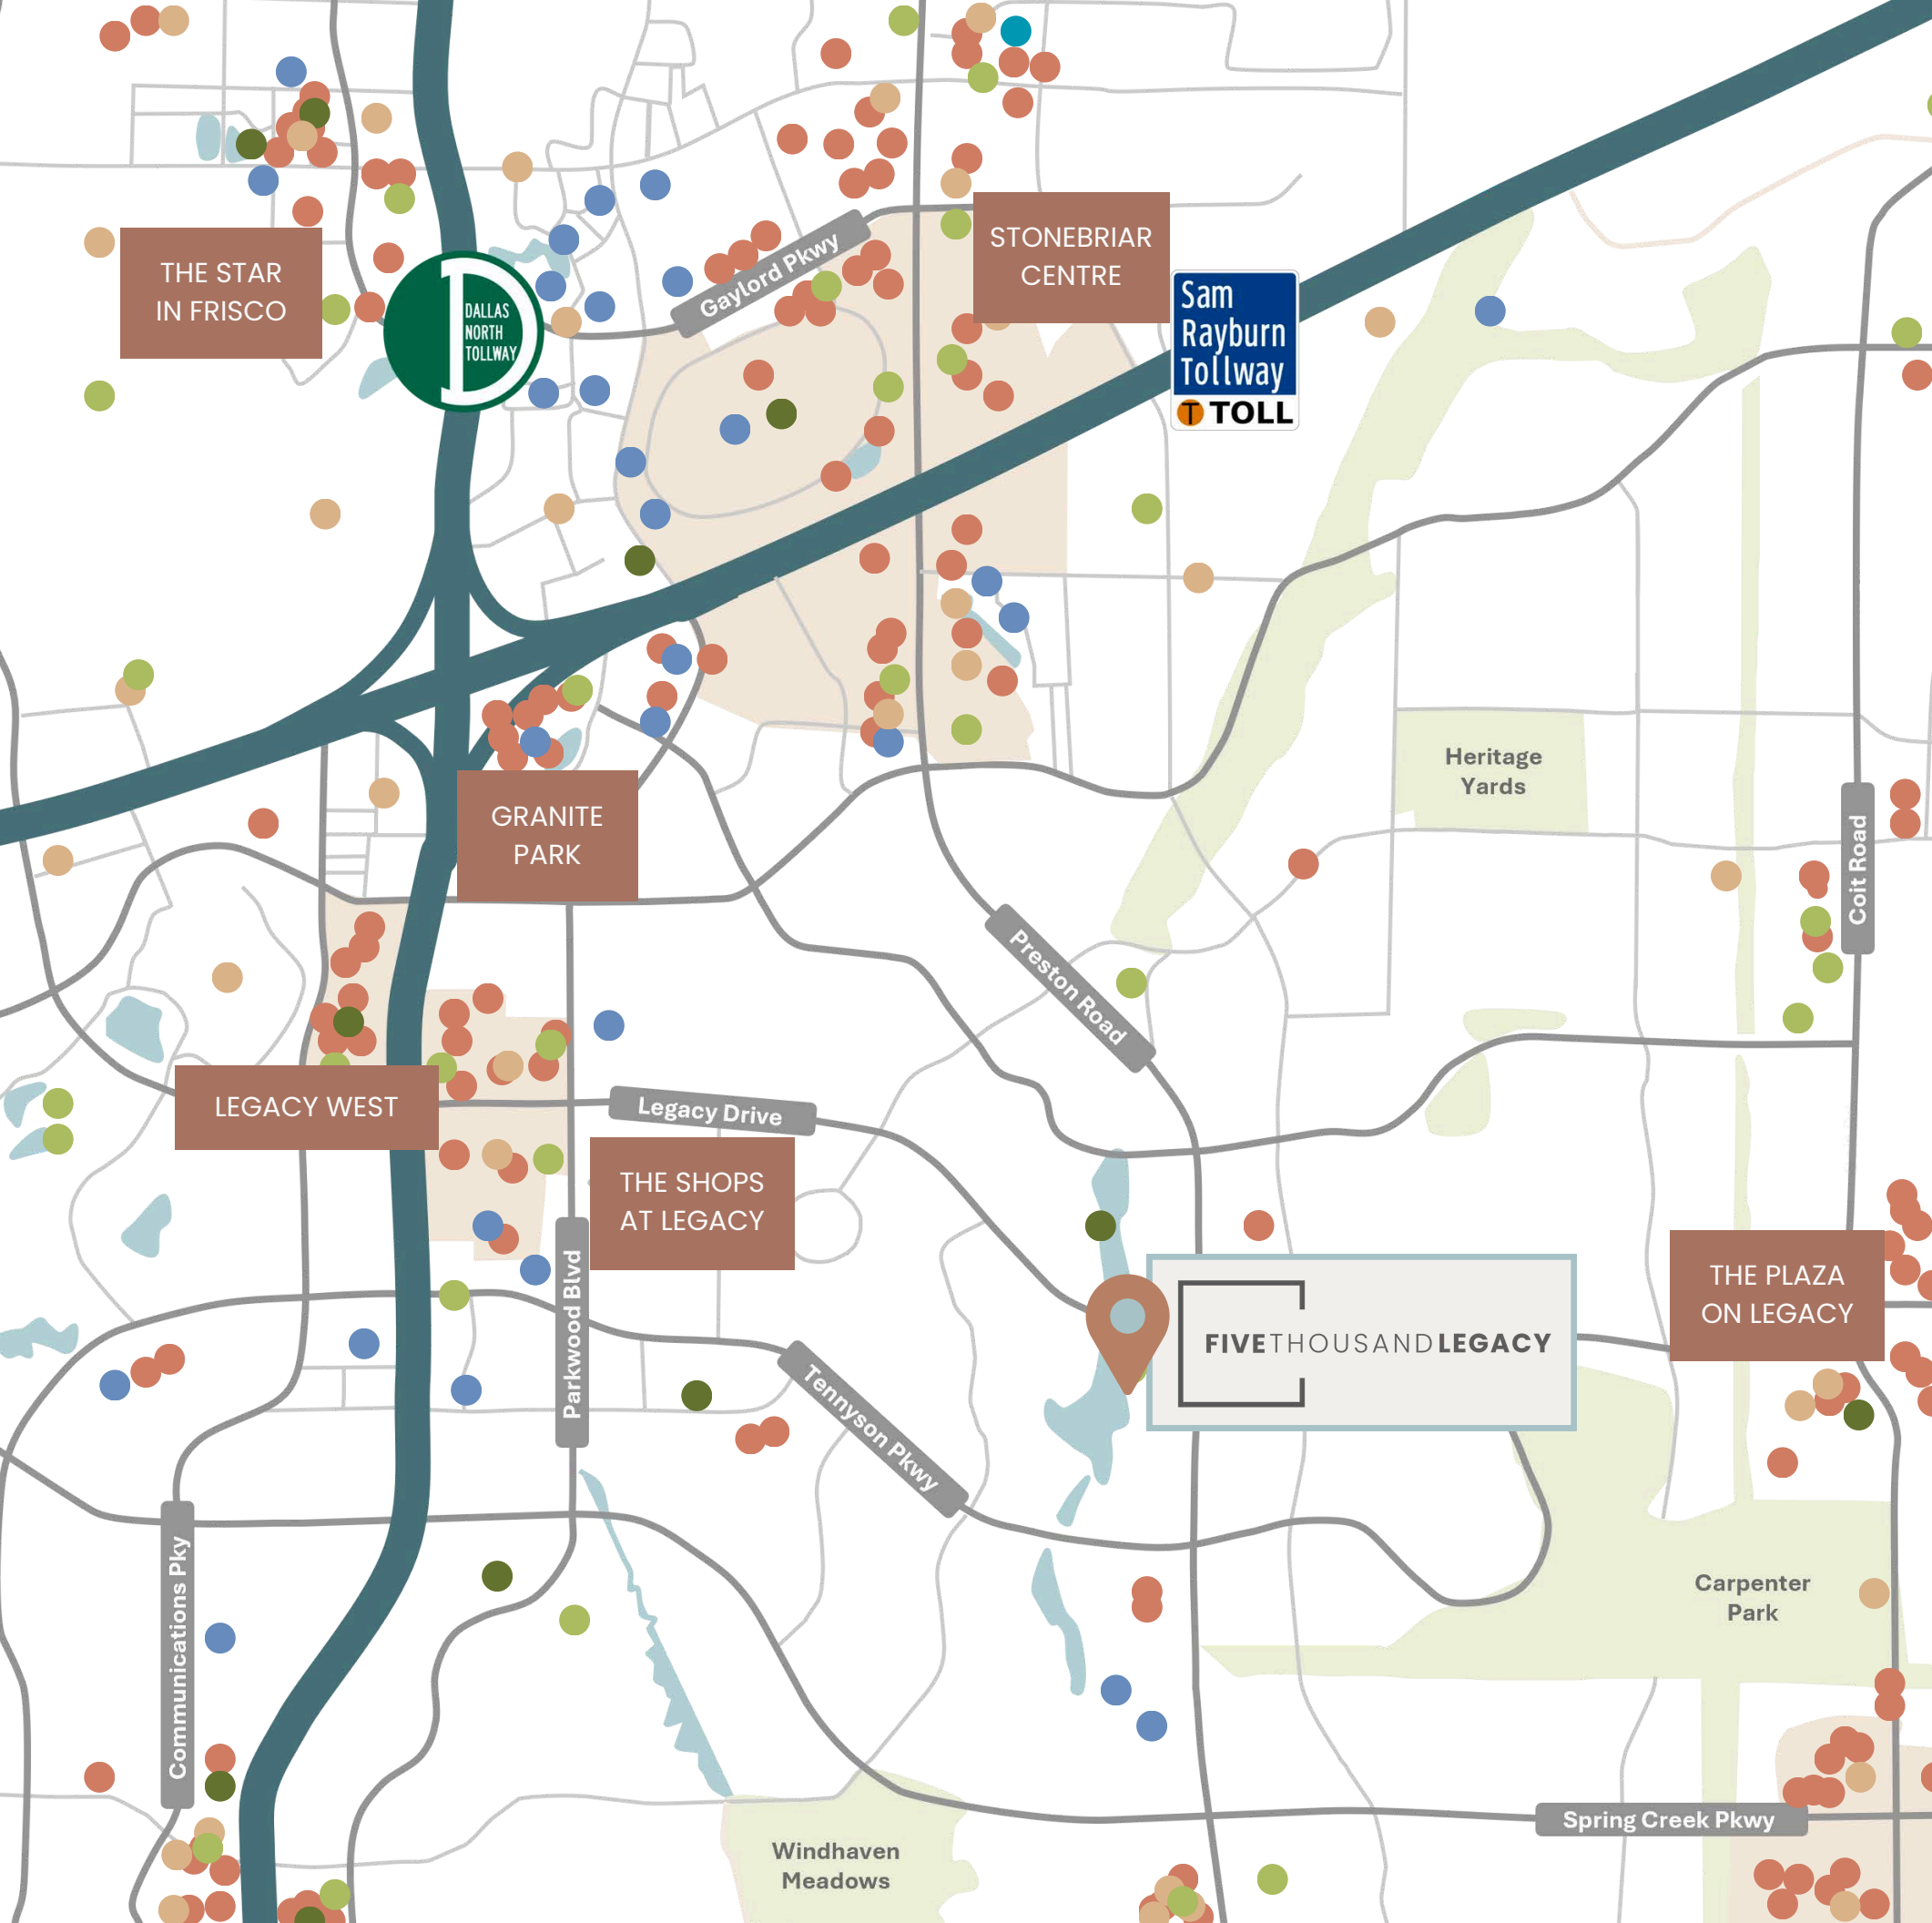 THE STAR
IN FRISCO
DALLAS
NORTH
TOLLWAY
Gaylord Pkwy
STONEBRIAR
CENTRE
Sam
Rayburn
Tollway
T TOLL
Heritage
Yards
GRANITE
PARK
Coit Road
Preston Road
LEGACY WEST
Legacy Drive
THE SHOPS
AT LEGACY
Parkwood Blvd
THE PLAZA
ON LEGACY
FIVETHOUSANDLEGACY
Tennyson Pkwy
Communications Pky
Carpenter
Park
Spring Creek Pkwy
Windhaven
Meadows